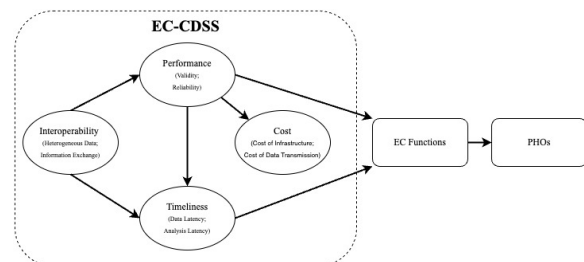 EC-CDSS
Performance
(Validity;
Reliability)
Interoperability
(Heterogeneous Data;
Information Exchange)
Cost
(Cost of Infrastructure;
Cost of Data Transmission)
EC Functions
PHOs
Timeliness
(Data Latency;
Analysis Latency)